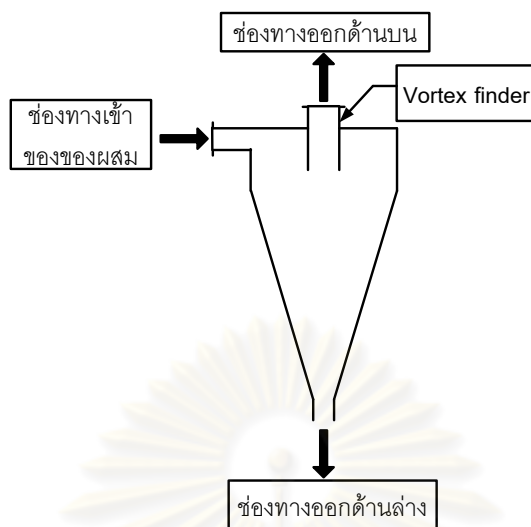 ช่องทางออกด้านบน
Vortex finder
ช่องทางเข้า
ของของผสม
ช่องทางออกด้านล่าง